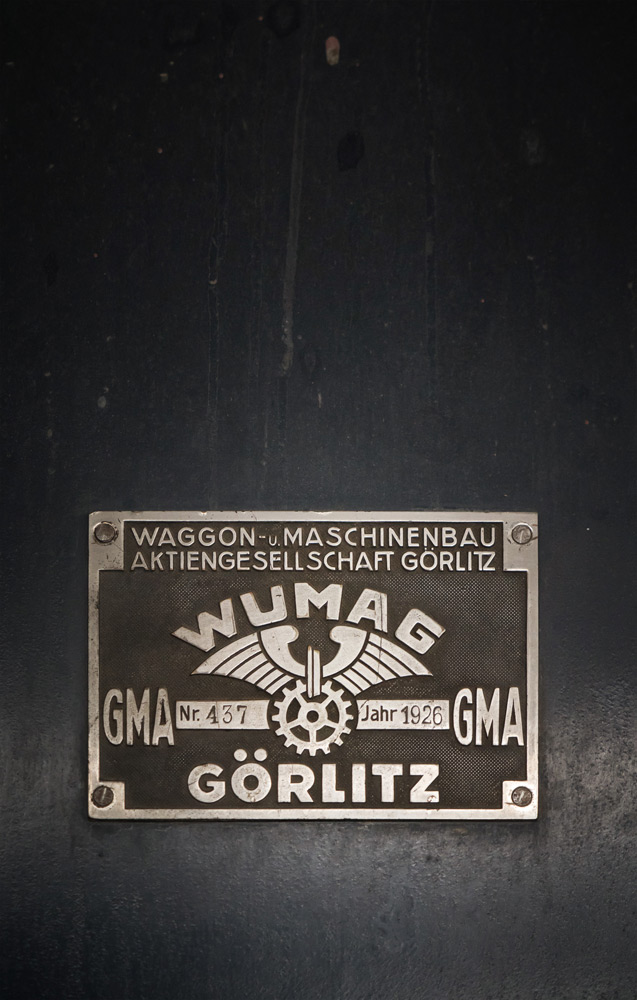 WAGGON- u. MASCHINENBAU
AKTIENGESELLSCHAFT GÖRLITZ
WUMAG
GMA Nr. 437 Jahr 1926 GMA
GÖRLITZ